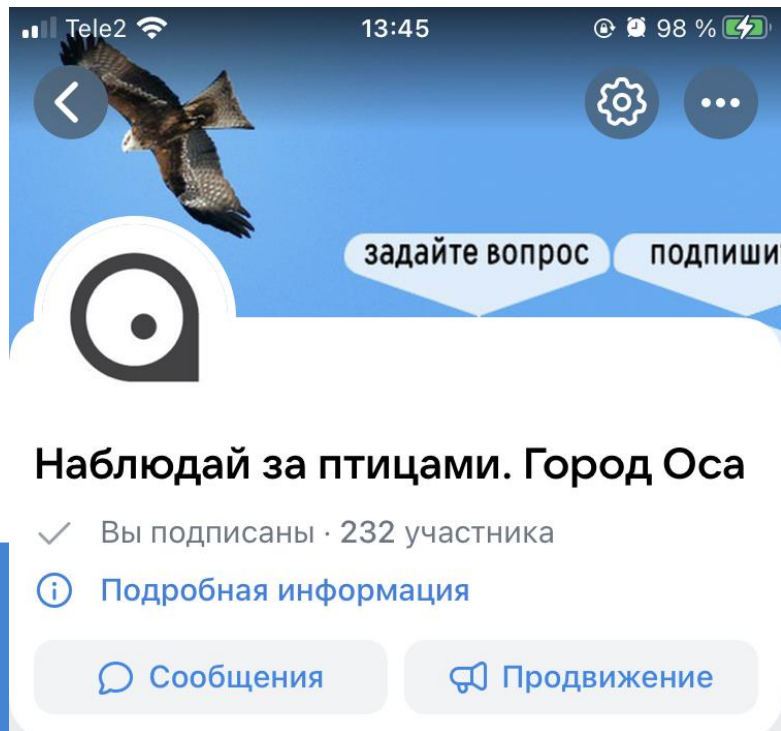 Tele2 13:45 98 %
задайте вопрос подпиши
Наблюдай за птицами. Город Оса
Вы подписаны · 232 участника
Подробная информация
Сообщения Продвижение